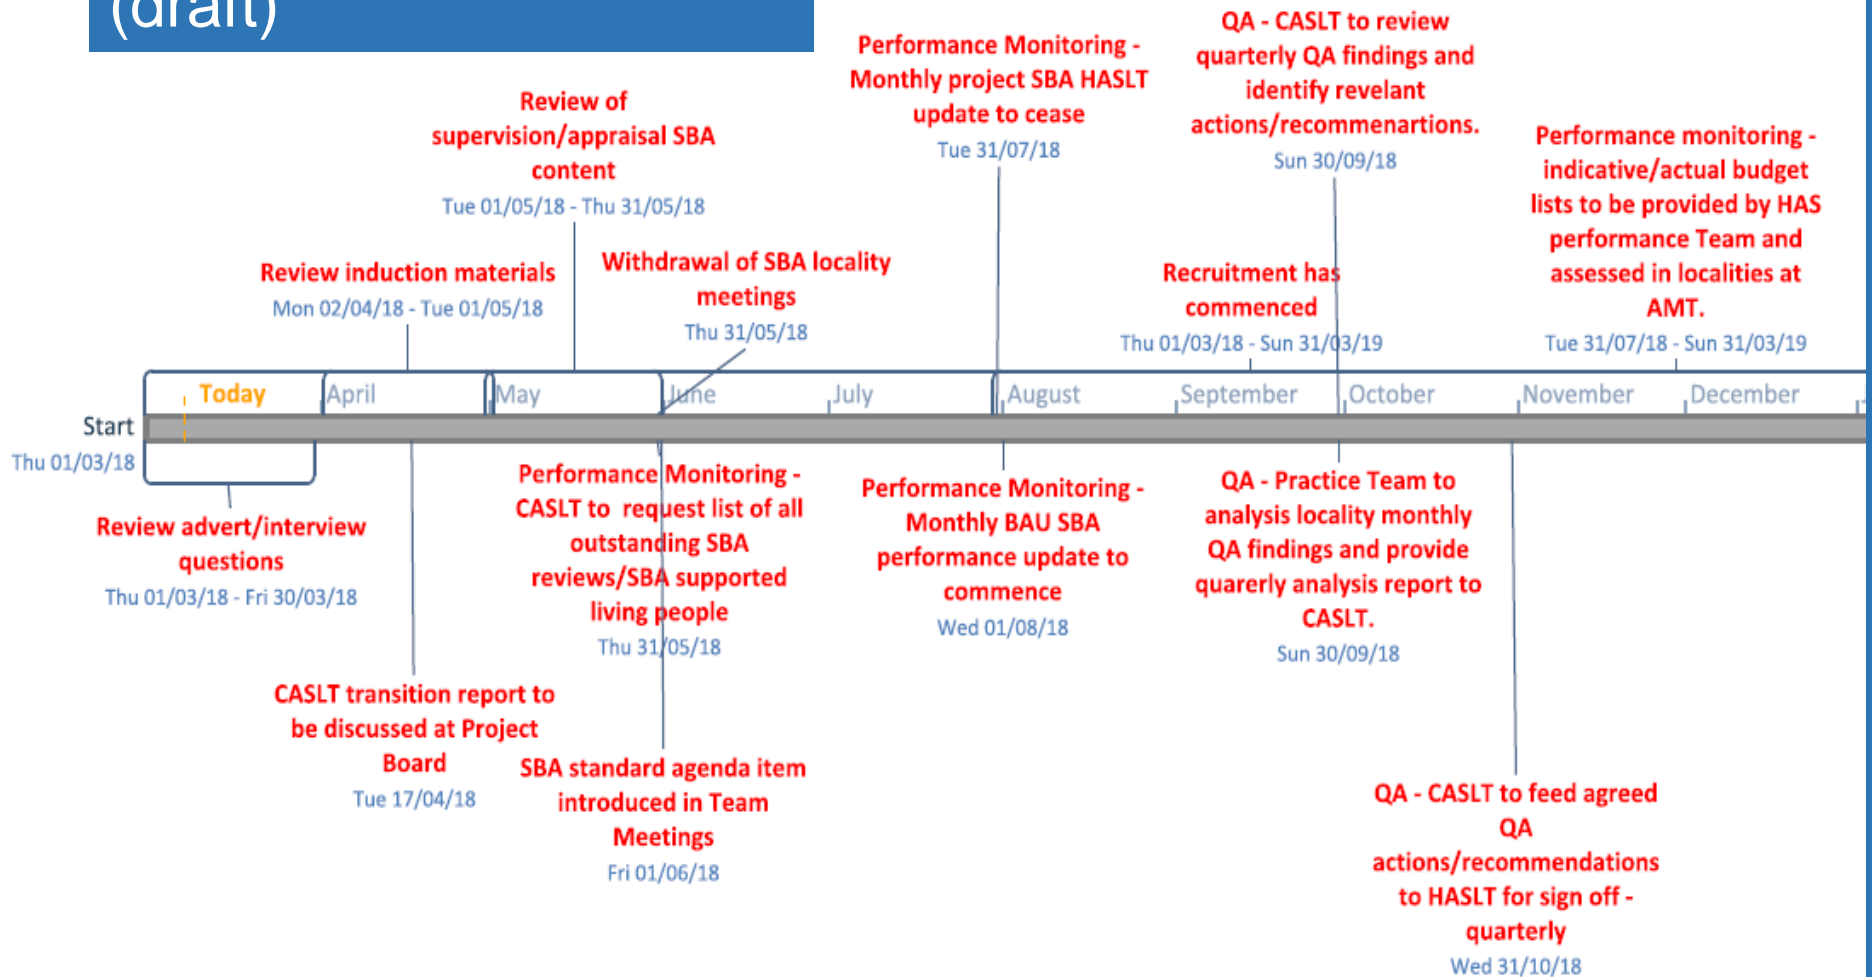 (draft)
Performance Monitoring -
Monthly project SBA HASLT
update to cease
Tue 31/07/18
QA - CASLT to review
quarterly QA findings and
identify revelant
actions/recommenartions.
Sun 30/09/18
Review of
supervision/appraisal SBA
content
Tue 01/05/18 - Thu 31/05/18
Performance monitoring -
indicative/actual budget
lists to be provided by HAS
performance Team and
assessed in localities at
AMT.
Tue 31/07/18 - Sun 31/03/19
Review induction materials
Mon 02/04/18 - Tue 01/05/18
Withdrawal of SBA locality
meetings
Thu 31/05/18
Recruitment has
commenced
Thu 01/03/18 - Sun 31/03/19
Today
April
May
June
July
August
September
October
November
December
Start
Thu 01/03/18
Review advert/interview
questions
Thu 01/03/18 - Fri 30/03/18
CASLT transition report to
be discussed at Project
Board
Tue 17/04/18
Performance Monitoring -
CASLT to request list of all
outstanding SBA
reviews/SBA supported
living people
Thu 31/05/18
SBA standard agenda item
introduced in Team
Meetings
Fri 01/06/18
Performance Monitoring -
Monthly BAU SBA
performance update to
commence
Wed 01/08/18
QA - Practice Team to
analysis locality monthly
QA findings and provide
quarerly analysis report to
CASLT.
Sun 30/09/18
QA - CASLT to feed agreed
QA
actions/recommendations
to HASLT for sign off -
quarterly
Wed 31/10/18